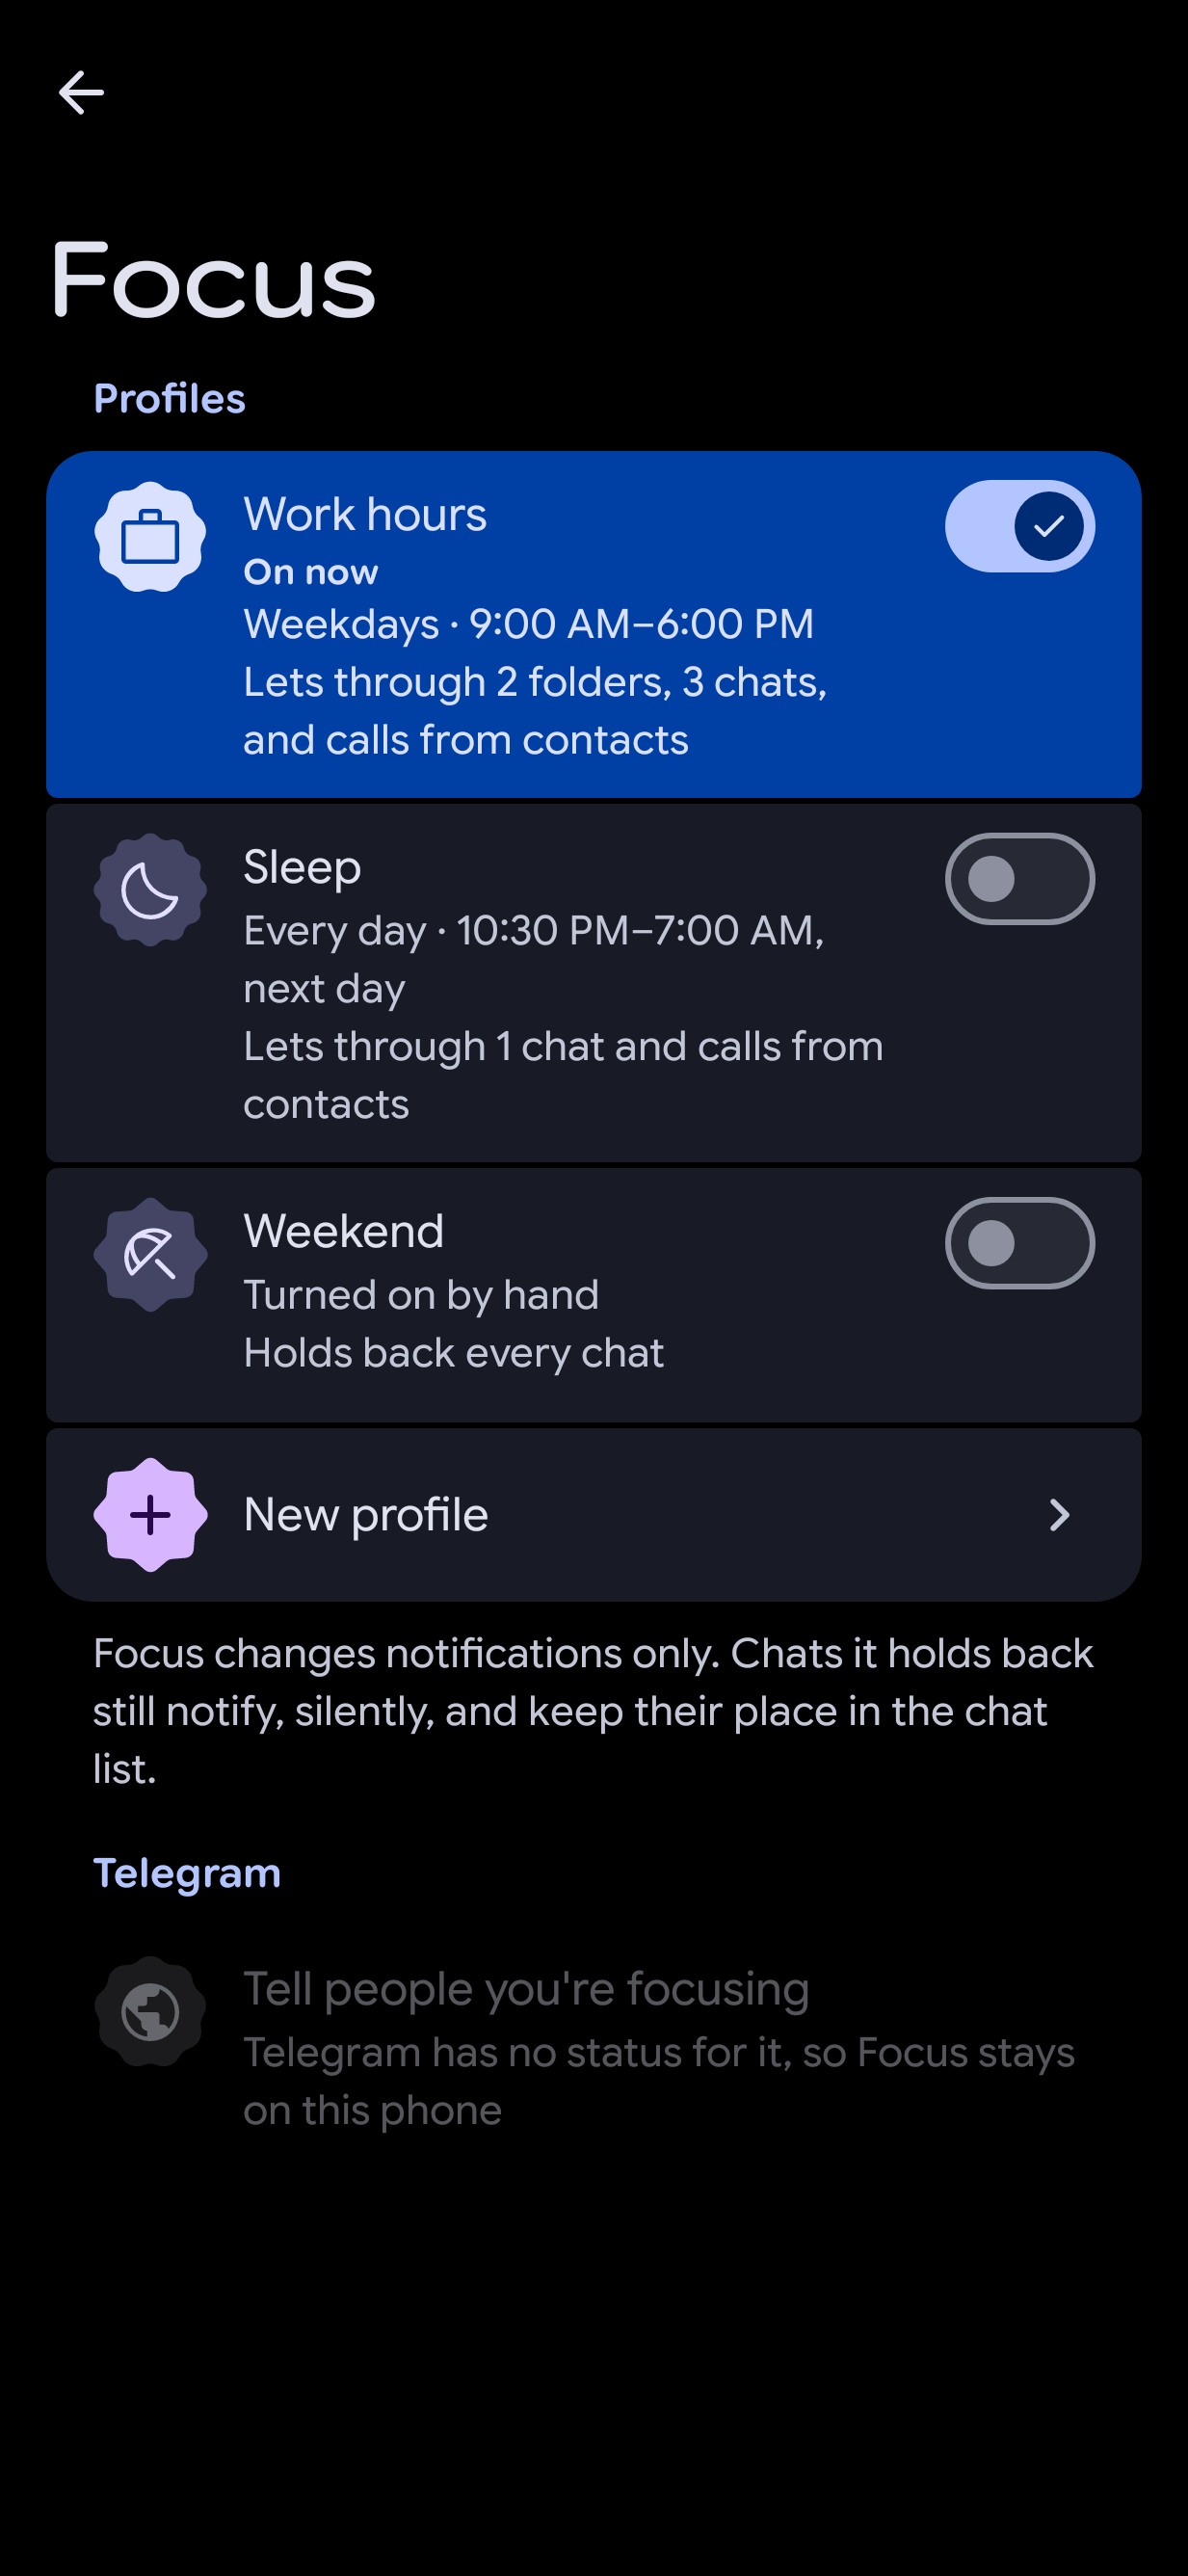 Focus
Profiles
Work hours
On now
Weekdays · 9:00 AM–6:00 PM
Lets through 2 folders, 3 chats,
and calls from contacts
Sleep
Every day · 10:30 PM–7:00 AM,
next day
Lets through 1 chat and calls from
contacts
Weekend
Turned on by hand
Holds back every chat
New profile
Focus changes notifications only. Chats it holds back
still notify, silently, and keep their place in the chat
list.
Telegram
Tell people you're focusing
Telegram has no status for it, so Focus stays
on this phone